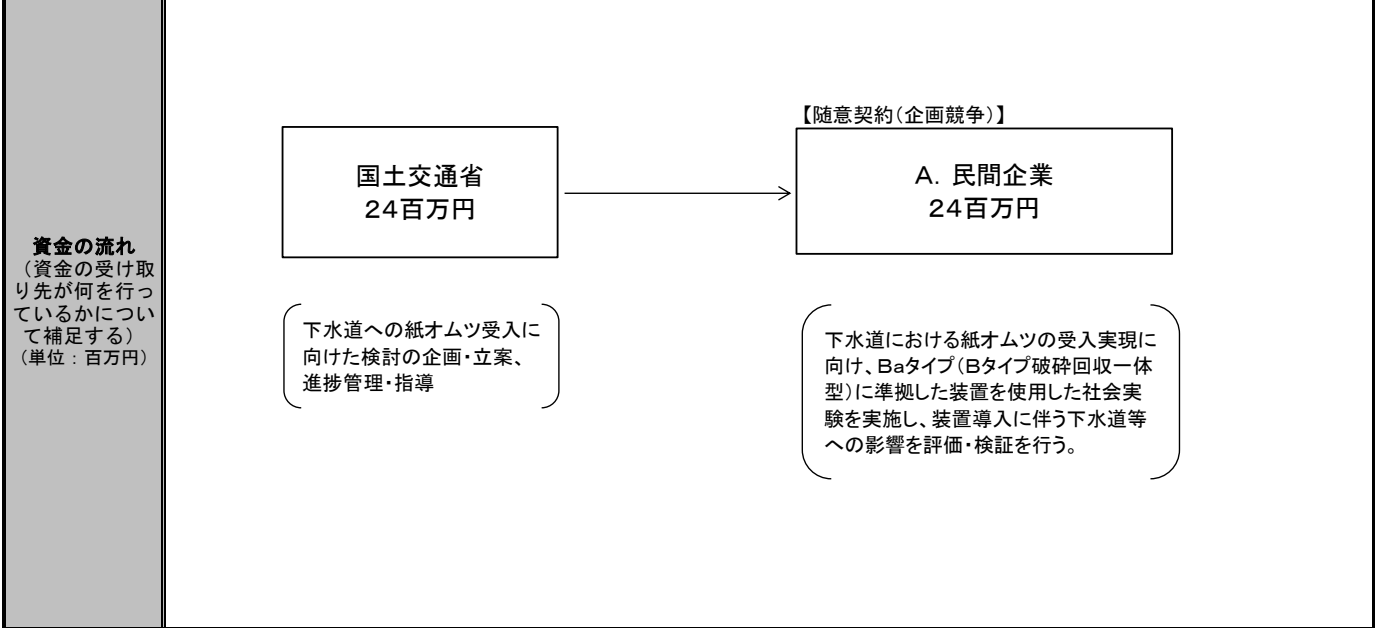 資金の流れ
（資金の受け取
り先が何を行っ
ているかについ
て補足する）
（単位：百万円）
国土交通省
２４百万円
下水道への紙オムツ受入に
向けた検討の企画・立案、
進捗管理・指導
【随意契約（企画競争）】
Ａ．民間企業
２４百万円
下水道における紙オムツの受入実現に
向け、Ｂａタイプ（Ｂタイプ破砕回収一体
型）に準拠した装置を使用した社会実
験を実施し、装置導入に伴う下水道等
への影響を評価・検証を行う。